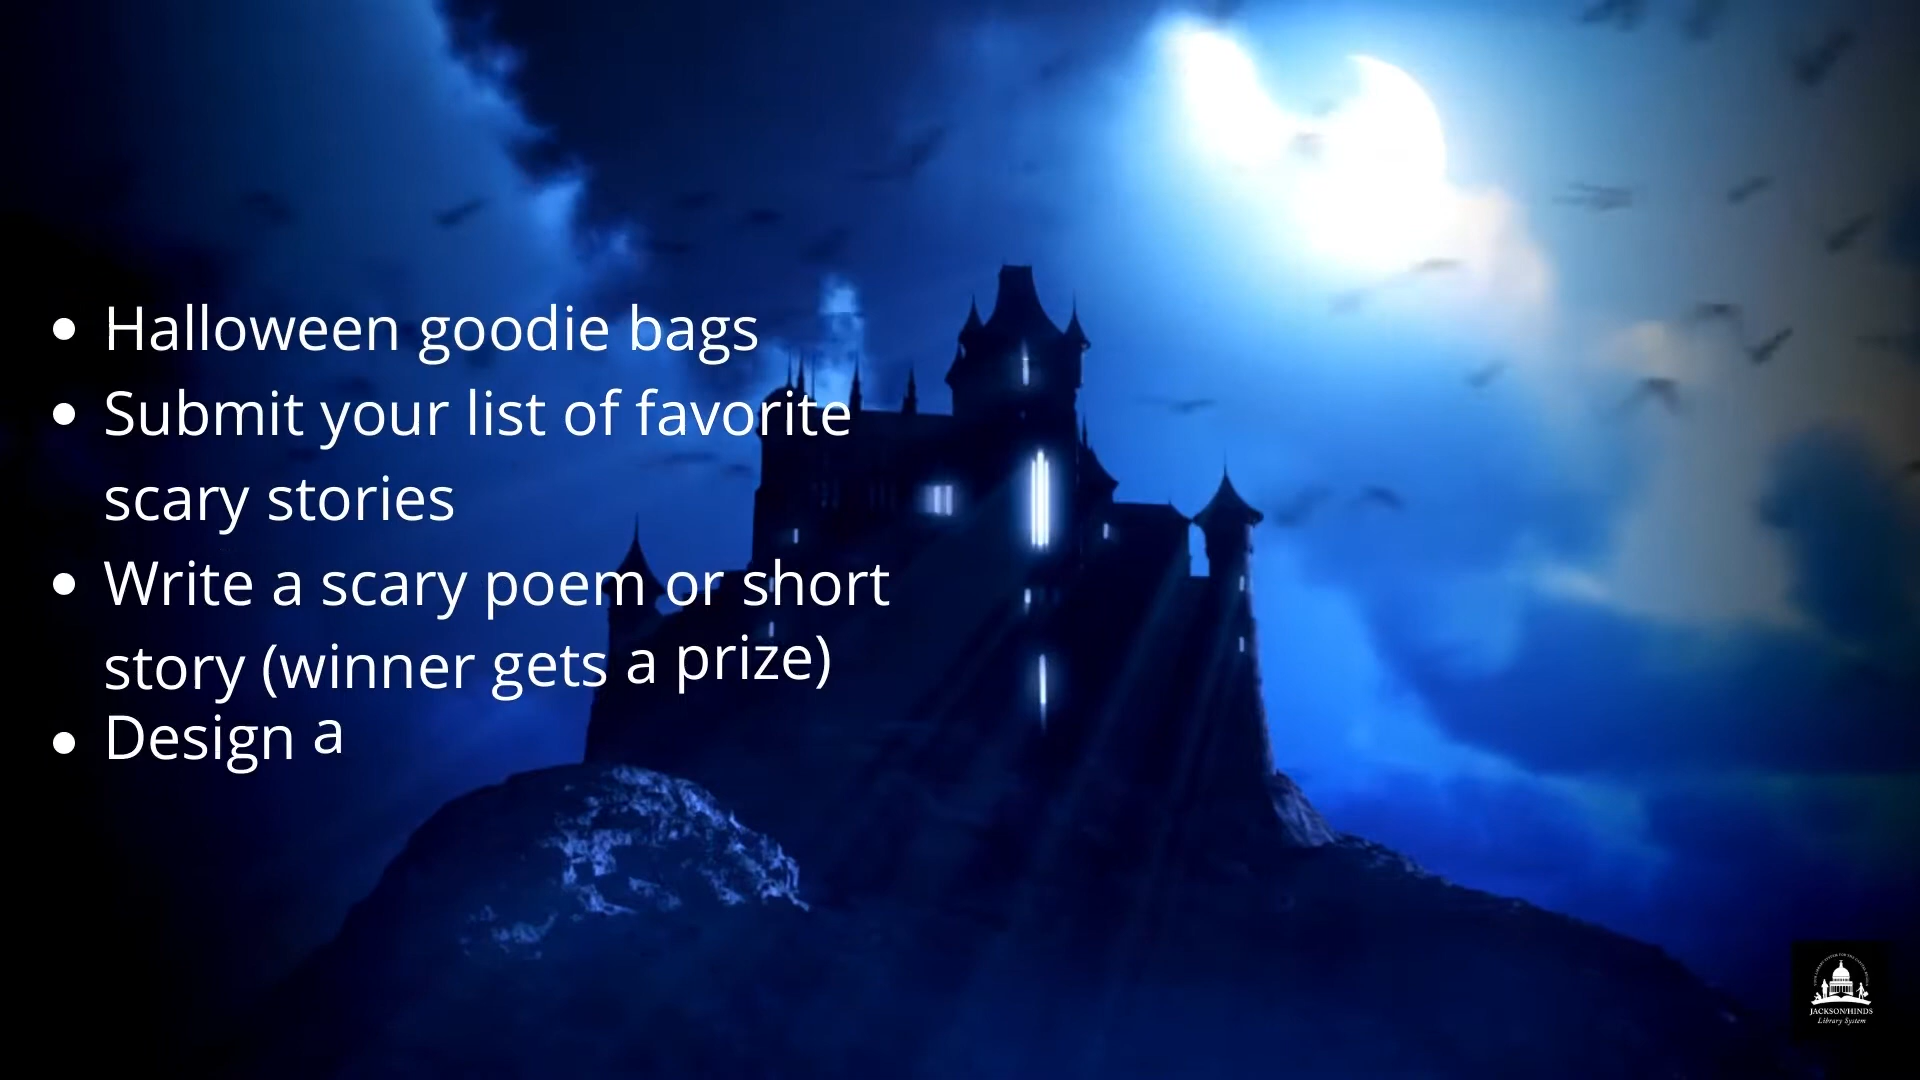 • Halloween goodie bags
• Submit your list of favorite
scary stories
• Write a scary poem or short
story (winner gets a prize)
• Design a
JACKSON/HINDS
Library System